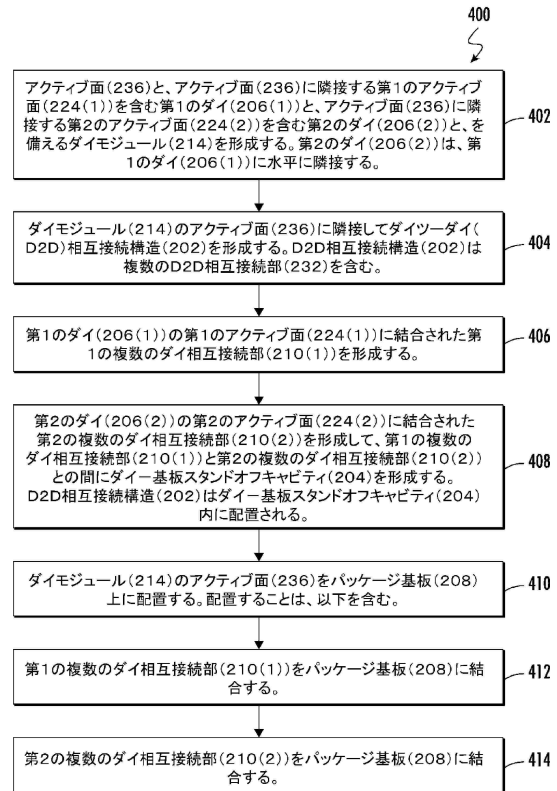 400
アクティブ面(236)と、アクティブ面(236)に隣接する第1のアクティブ
面(224(1))を含む第1のダイ(206(1))と、アクティブ面(236)に隣
接する第2のアクティブ面(224(2))を含む第2のダイ(206(2))と、を
備えるダイモジュール(214)を形成する。第2のダイ(206(2))は、第
1のダイ(206(1))に水平に隣接する。
402
ダイモジュール(214)のアクティブ面(236)に隣接してダイツーダイ(
D2D)相互接続構造(202)を形成する。D2D相互接続構造(202)は
複数のD2D相互接続部(232)を含む。
404
第1のダイ(206(1))の第1のアクティブ面(224(1))に結合された第
1の複数のダイ相互接続部(210(1))を形成する。
406
第2のダイ(206(2))の第2のアクティブ面(224(2))に結合された
第2の複数のダイ相互接続部(210(2))を形成して、第1の複数の
ダイ相互接続部(210(1))と第2の複数のダイ相互接続部(210(2))
との間にダイー基板スタンドオフキャビティ(204)を形成する。
D2D相互接続構造(202)はダイー基板スタンドオフキャビティ(204)
内に配置される。
408
ダイモジュール(214)のアクティブ面(236)をパッケージ基板(208)
上に配置する。配置することは、以下を含む。
410
第1の複数のダイ相互接続部(210(1))をパッケージ基板(208)に結
合する。
412
第2の複数のダイ相互接続部(210(2))をパッケージ基板(208)に結
合する。
414